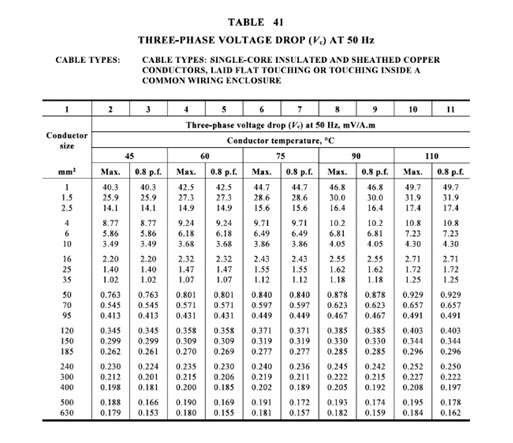 TABLE 41
THREE-PHASE VOLTAGE DROP (Vc) AT 50 Hz
CABLE TYPES: CABLE TYPES: SINGLE-CORE INSULATED AND SHEATHED COPPER
CONDUCTORS, LAID FLAT TOUCHING OR TOUCHING INSIDE A
COMMON WIRING ENCLOSURE
1 2 3 4 5 6 7 8 9 10 11
Three-phase voltage drop (Vc) at 50 Hz, mV/A.m
Conductor size
Conductor temperature, °C
45 60 75 90 110
mm² Max. 0.8 p.f. Max. 0.8 p.f. Max. 0.8 p.f. Max. 0.8 p.f. Max. 0.8 p.f.
1 40.3 40.3 42.5 42.5 44.7 44.7 46.8 46.8 49.7 49.7
1.5 25.9 25.9 27.3 27.3 28.6 28.6 30.0 30.0 31.9 31.9
2.5 14.1 14.1 14.9 14.9 15.6 15.6 16.4 16.4 17.4 17.4
4 8.77 8.77 9.24 9.24 9.71 9.71 10.2 10.2 10.8 10.8
6 5.86 5.86 6.18 6.18 6.49 6.49 6.81 6.81 7.23 7.23
10 3.49 3.49 3.68 3.68 3.86 3.86 4.05 4.05 4.30 4.30
16 2.20 2.20 2.32 2.32 2.43 2.43 2.55 2.55 2.71 2.71
25 1.40 1.40 1.47 1.47 1.55 1.55 1.62 1.62 1.72 1.72
35 1.02 1.02 1.07 1.07 1.12 1.12 1.18 1.18 1.25 1.25
50 0.763 0.763 0.801 0.801 0.840 0.840 0.878 0.878 0.929 0.929
70 0.545 0.545 0.571 0.571 0.597 0.597 0.623 0.623 0.657 0.657
95 0.413 0.413 0.431 0.431 0.449 0.449 0.467 0.467 0.491 0.491
120 0.345 0.345 0.358 0.358 0.371 0.371 0.385 0.385 0.403 0.403
150 0.299 0.299 0.309 0.309 0.319 0.319 0.330 0.330 0.344 0.344
185 0.262 0.261 0.270 0.269 0.277 0.277 0.285 0.285 0.296 0.296
240 0.230 0.224 0.235 0.230 0.240 0.236 0.245 0.242 0.252 0.250
300 0.212 0.201 0.215 0.206 0.219 0.211 0.222 0.215 0.227 0.222
400 0.198 0.181 0.200 0.185 0.202 0.189 0.205 0.192 0.208 0.197
500 0.188 0.166 0.190 0.169 0.191 0.172 0.193 0.174 0.195 0.178
630 0.179 0.153 0.180 0.155 0.181 0.157 0.182 0.159 0.184 0.162